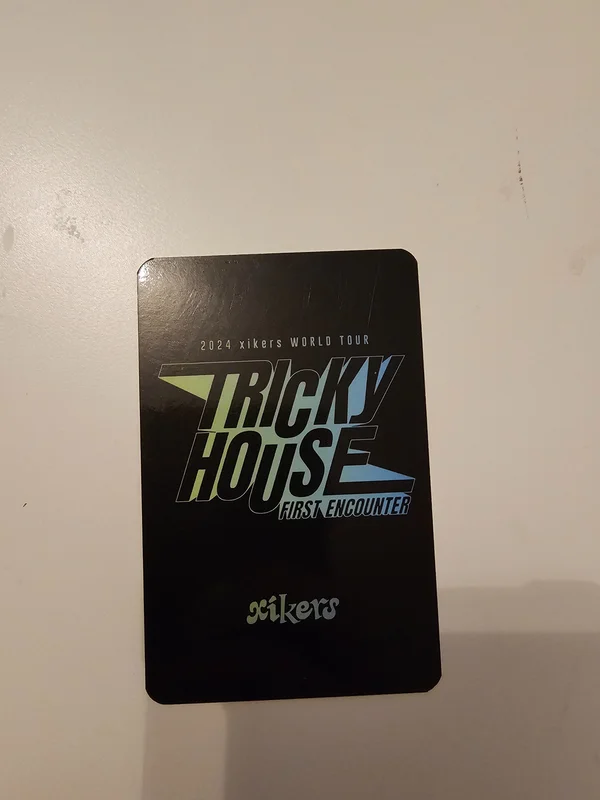 2024 xikers WORLD TOUR
TRICKY
HOUSE
FIRST ENCOUNTER
xikers